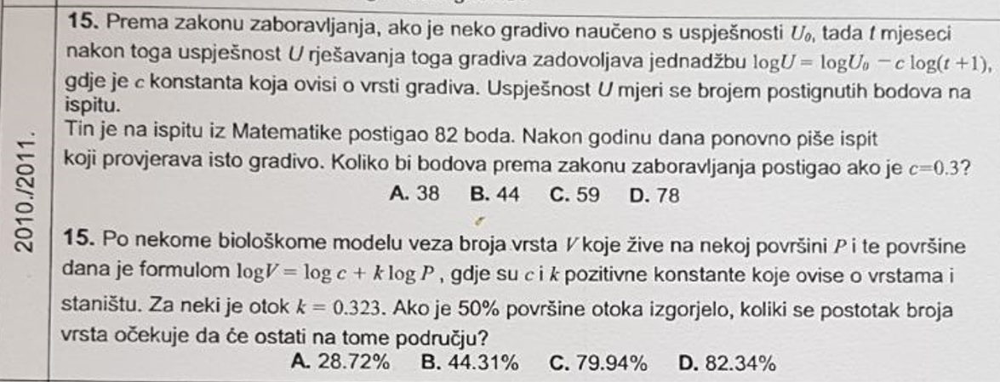 2010./2011.
15. Prema zakonu zaboravljanja, ako je neko gradivo naučeno s uspješnosti U₀, tada t mjeseci
nakon toga uspješnost U rješavanja toga gradiva zadovoljava jednadžbu logU = logU₀ − c log(t +1),
gdje je c konstanta koja ovisi o vrsti gradiva. Uspješnost U mjeri se brojem postignutih bodova na
ispitu.
Tin je na ispitu iz Matematike postigao 82 boda. Nakon godinu dana ponovno piše ispit
koji provjerava isto gradivo. Koliko bi bodova prema zakonu zaboravljanja postigao ako je c=0.3?
A. 38 B. 44 C. 59 D. 78
15. Po nekome biološkome modelu veza broja vrsta V koje žive na nekoj površini P i te površine
dana je formulom logV = log c + k log P , gdje su c i k pozitivne konstante koje ovise o vrstama i
staništu. Za neki je otok k = 0.323. Ako je 50% površine otoka izgorjelo, koliki se postotak broja
vrsta očekuje da će ostati na tome području?
A. 28.72% B. 44.31% C. 79.94% D. 82.34%